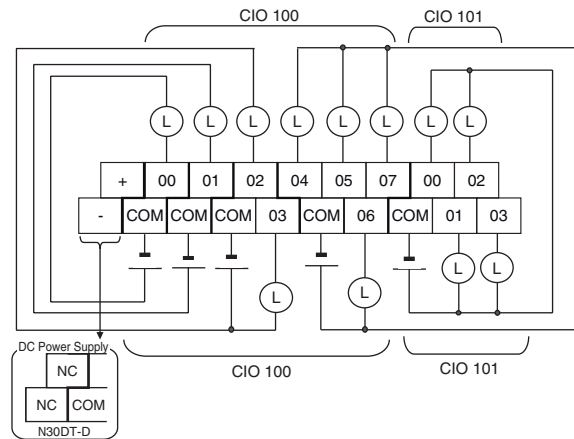 CIO 100 CIO 101
L L L L L L L L
+ 00 01 02 04 05 07 00 02
- COM COM COM 03 COM 06 COM 01 03
L L
L L
DC Power Supply
NC
NC COM
N30DT-D
CIO 100 CIO 101